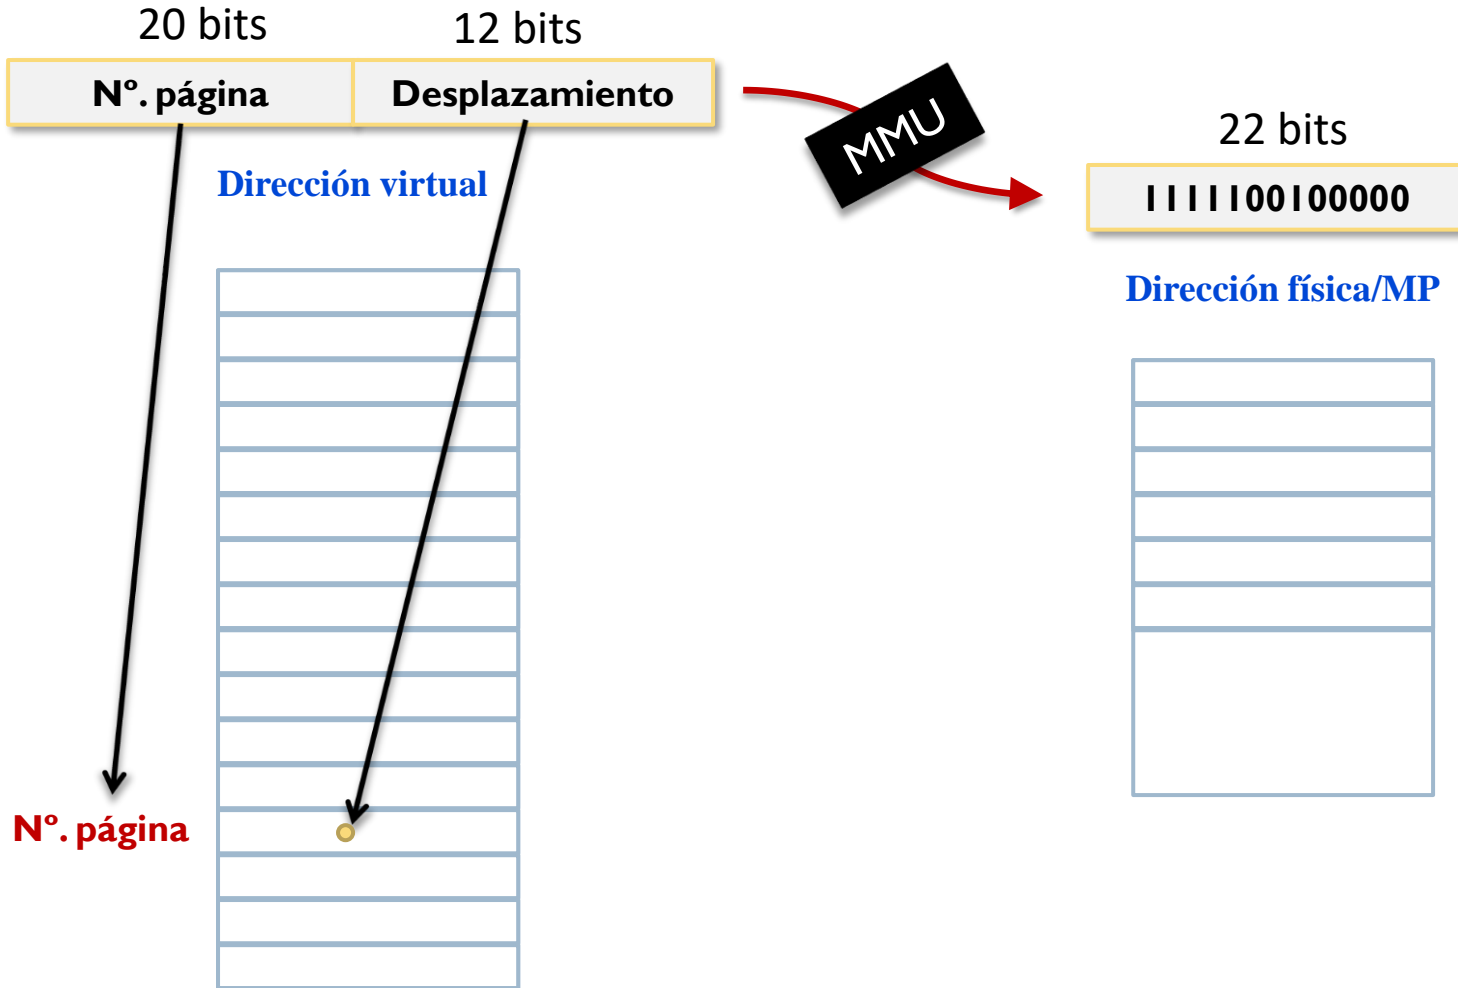 20 bits
12 bits
Nº. página
Desplazamiento
MMU
22 bits
1111100100000
Dirección virtual
Dirección física/MP
Nº. página